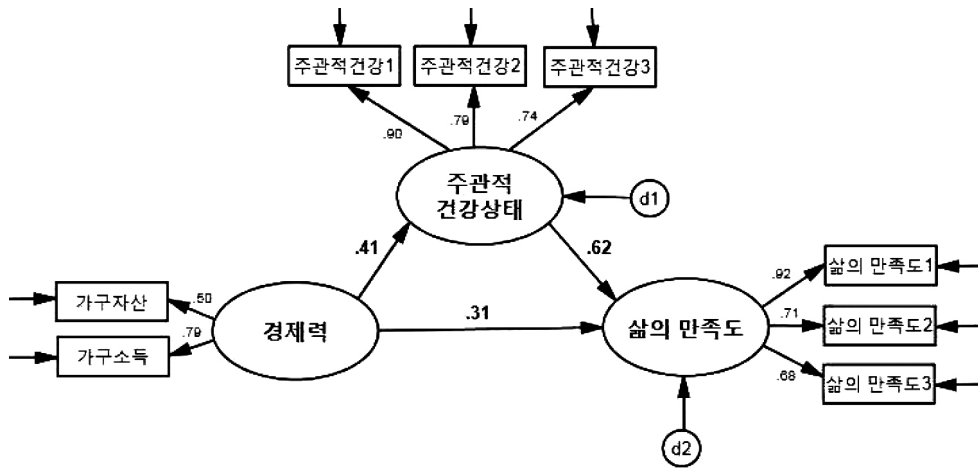 주관적건강1 주관적건강2 주관적건강3
.90 .79 .74
주관적
건강상태
d1
.41 .62
삶의 만족도1
.92
가구자산 .50
경제력
.31
삶의 만족도
.71 삶의 만족도2
가구소득 .79
.68 삶의 만족도3
d2